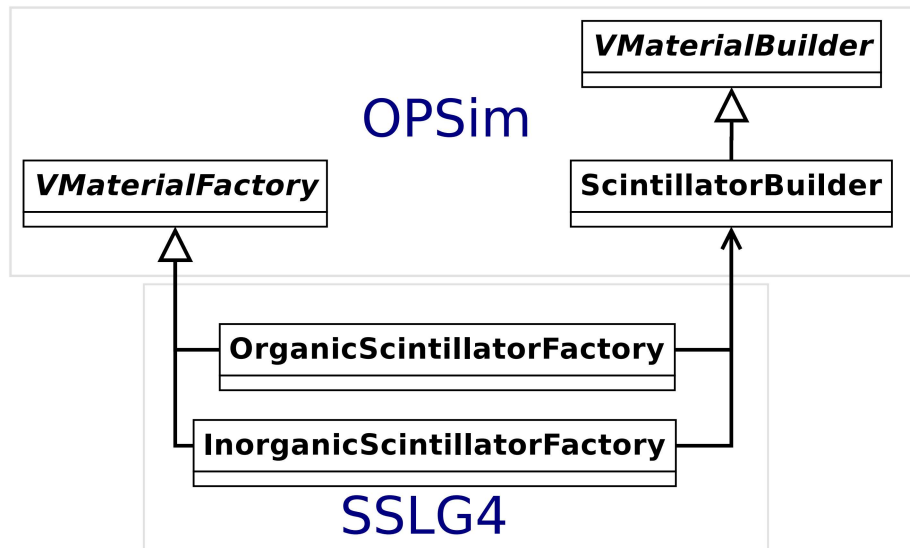 VMaterialBuilder
OPSim
VMaterialFactory
ScintillatorBuilder
OrganicScintillatorFactory
InorganicScintillatorFactory
SSLG4